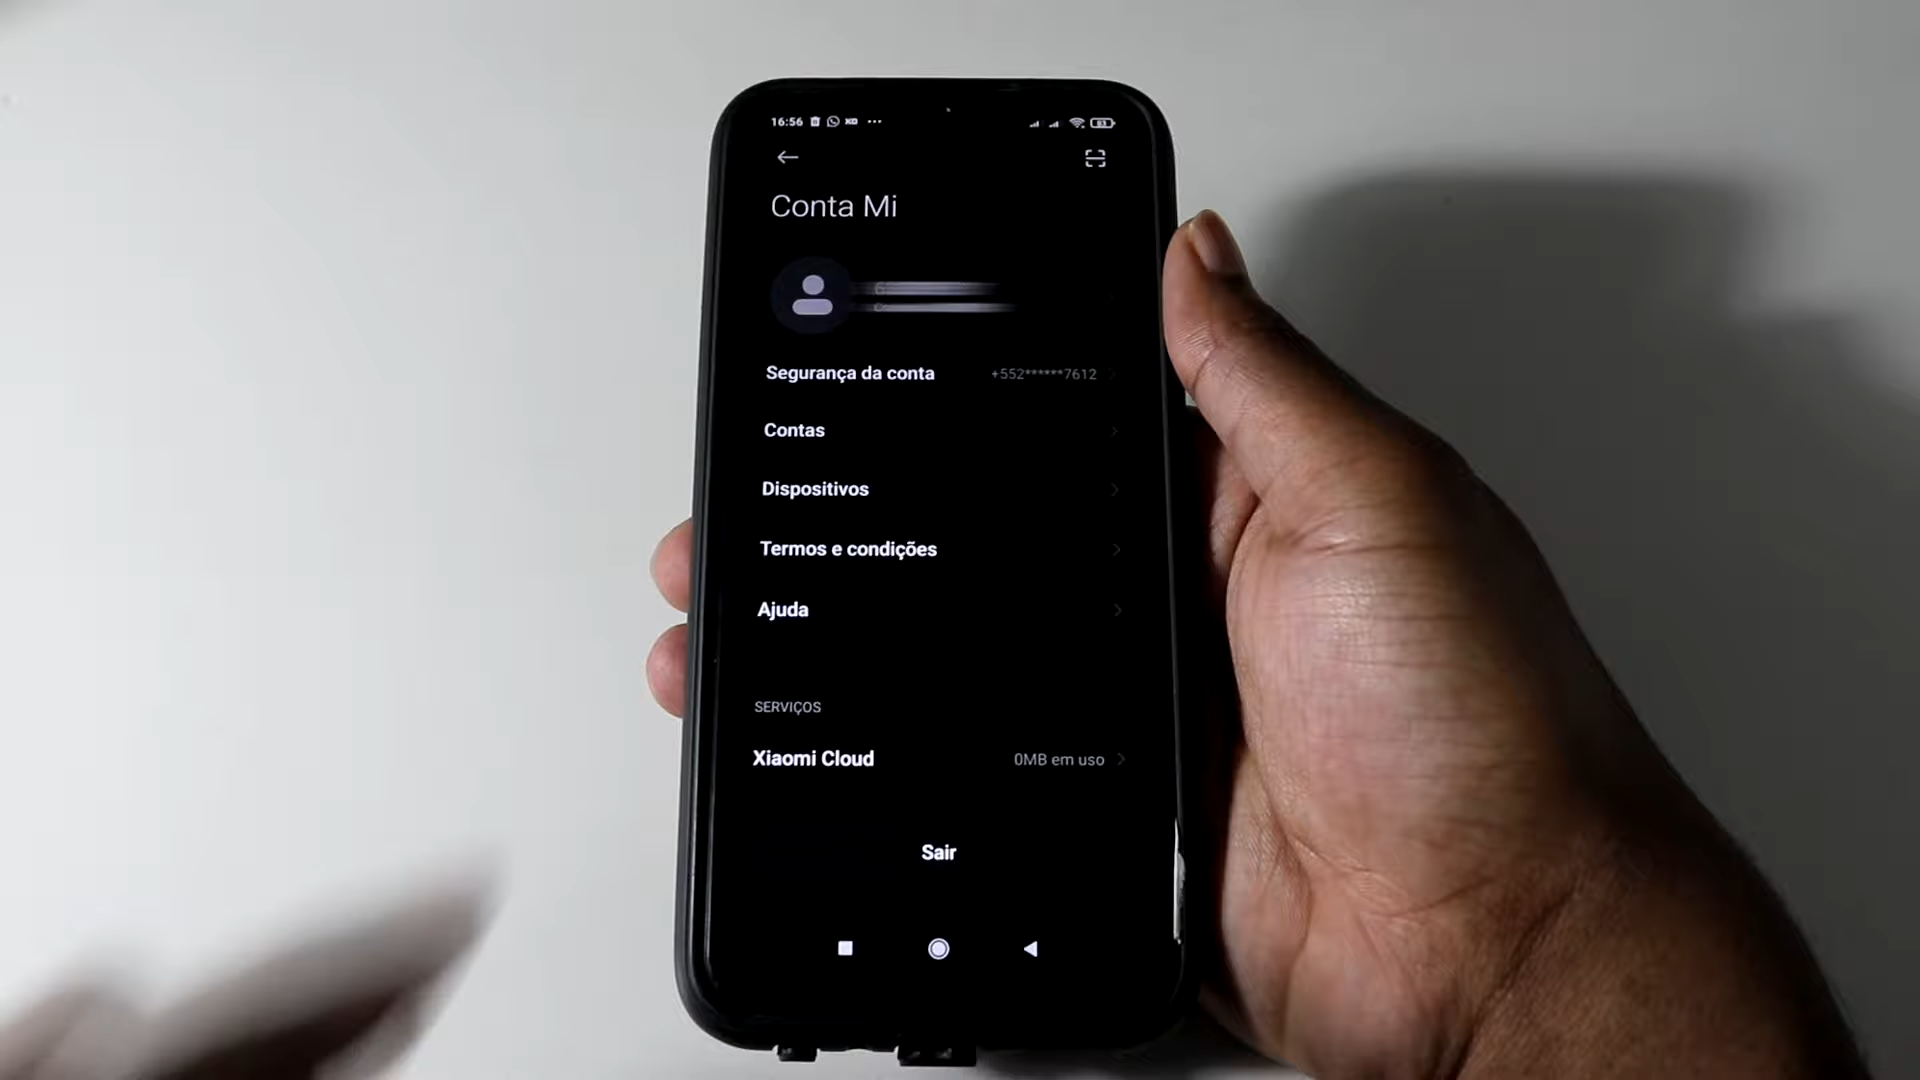 16:56
63
Conta Mi
Segurança da conta +552******7612
Contas
Dispositivos
Termos e condições
Ajuda
SERVIÇOS
Xiaomi Cloud 0MB em uso
Sair